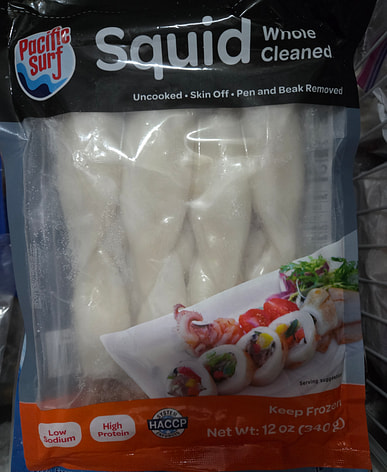 Pacific
Surf
Squid
Whole
Cleaned
Uncooked • Skin Off • Pen and Beak Removed
Serving suggestion
Keep Frozen
Low
Sodium
High
Protein
HACCP
Net Wt: 12 oz (340g)